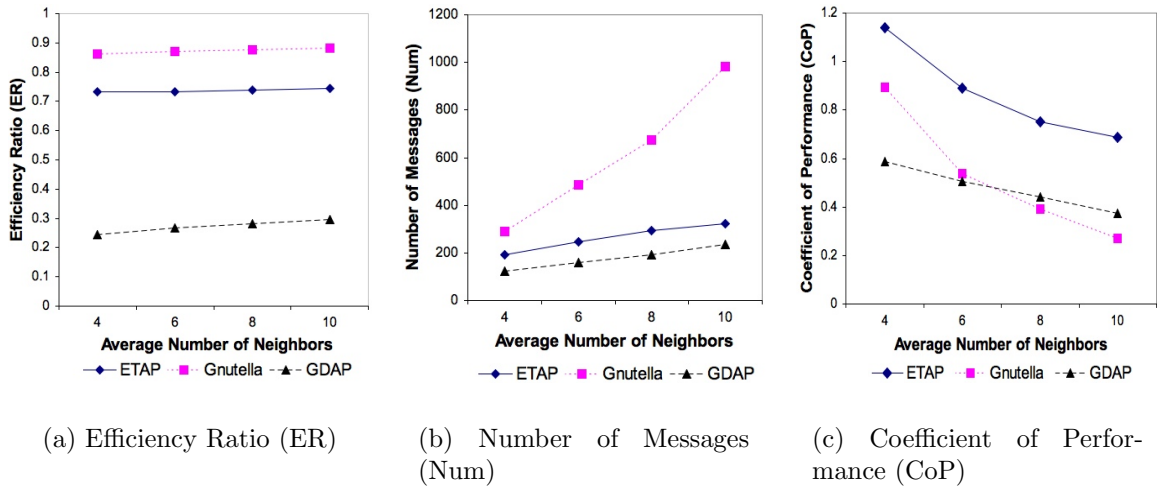 Efficiency Ratio (ER)
1
0.9
0.8
0.7
0.6
0.5
0.4
0.3
0.2
0.1
0
4 6 8 10
Average Number of Neighbors
ETAP Gnutella GDAP
(a) Efficiency Ratio (ER)
Number of Messages (Num)
1200
1000
800
600
400
200
0
4 6 8 10
Average Number of Neighbors
ETAP Gnutella GDAP
(b) Number of Messages
(Num)
Coefficient of Performance (CoP)
1.2
1
0.8
0.6
0.4
0.2
0
4 6 8 10
Average Number of Neighbors
ETAP Gnutella GDAP
(c) Coefficient of Perfor-
mance (CoP)